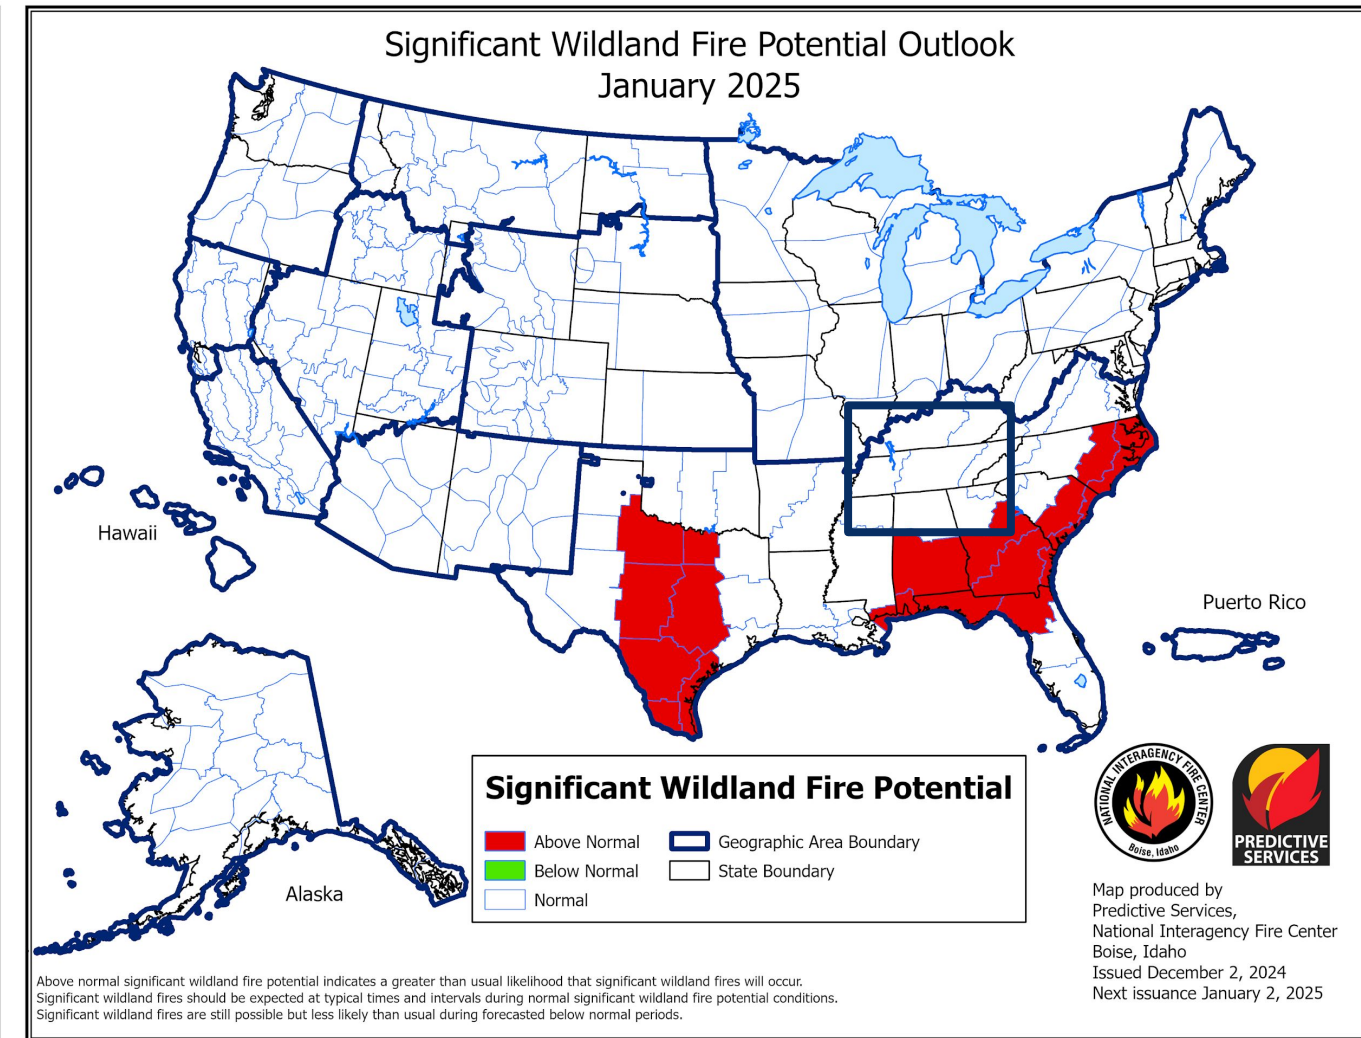 Significant Wildland Fire Potential Outlook
January 2025
Hawaii
Puerto Rico
Alaska
Significant Wildland Fire Potential
Above Normal
Geographic Area Boundary
Below Normal
State Boundary
Normal
NATIONAL INTERAGENCY FIRE CENTER
Boise, Idaho
PREDICTIVE
SERVICES
Map produced by
Predictive Services,
National Interagency Fire Center
Boise, Idaho
Issued December 2, 2024
Next issuance January 2, 2025
Above normal significant wildland fire potential indicates a greater than usual likelihood that significant wildland fires will occur.
Significant wildland fires should be expected at typical times and intervals during normal significant wildland fire potential conditions.
Significant wildland fires are still possible but less likely than usual during forecasted below normal periods.